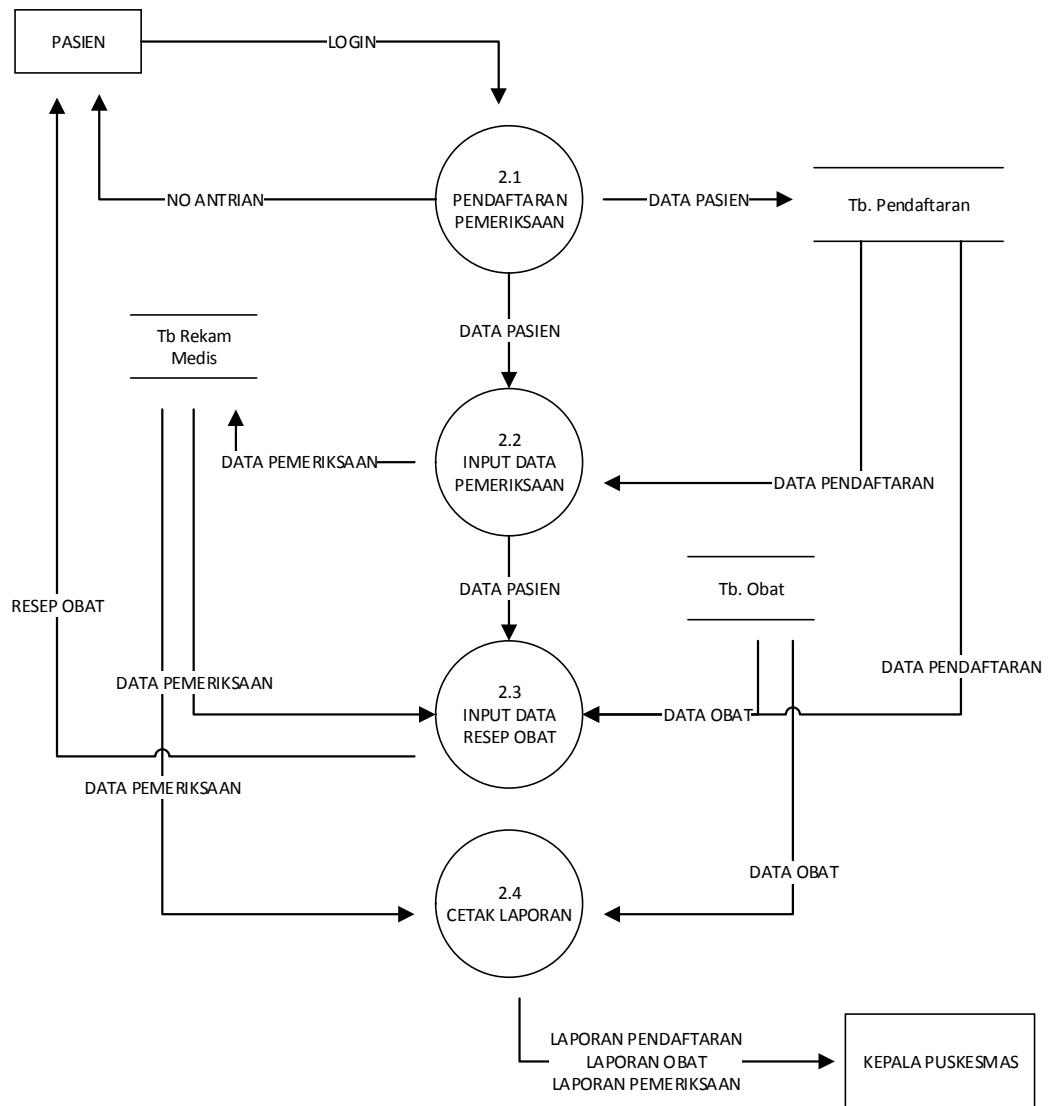 PASIEN
LOGIN
2.1
PENDAFTARAN
PEMERIKSAAN
NO ANTRIAN
DATA PASIEN
Tb. Pendaftaran
DATA PASIEN
Tb Rekam
Medis
2.2
INPUT DATA
PEMERIKSAAN
DATA PEMERIKSAAN
DATA PENDAFTARAN
DATA PASIEN
Tb. Obat
RESEP OBAT
DATA PENDAFTARAN
DATA PEMERIKSAAN
2.3
INPUT DATA
RESEP OBAT
DATA OBAT
DATA PEMERIKSAAN
DATA OBAT
2.4
CETAK LAPORAN
LAPORAN PENDAFTARAN
LAPORAN OBAT
LAPORAN PEMERIKSAAN
KEPALA PUSKESMAS